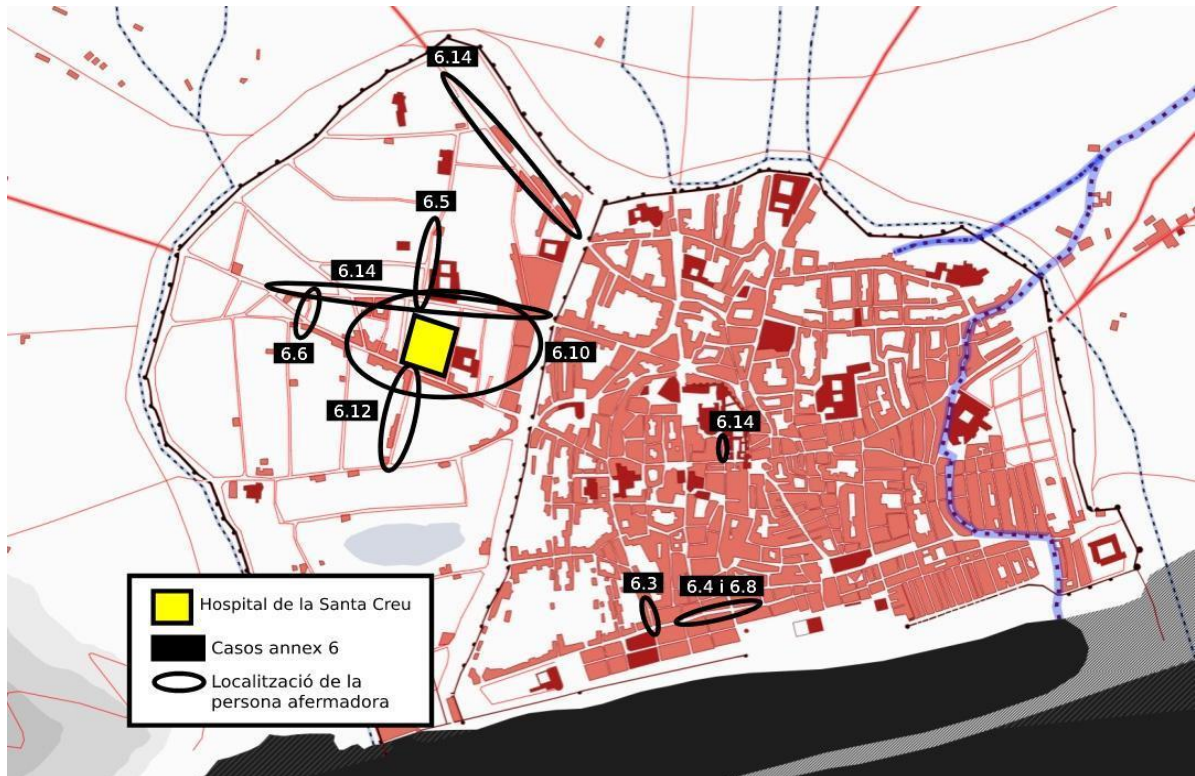 6.14
6.5
6.14
6.6
6.10
6.12
6.14
6.3
6.4 i 6.8
Hospital de la Santa Creu
Casos annex 6
Localització de la
persona afermadora